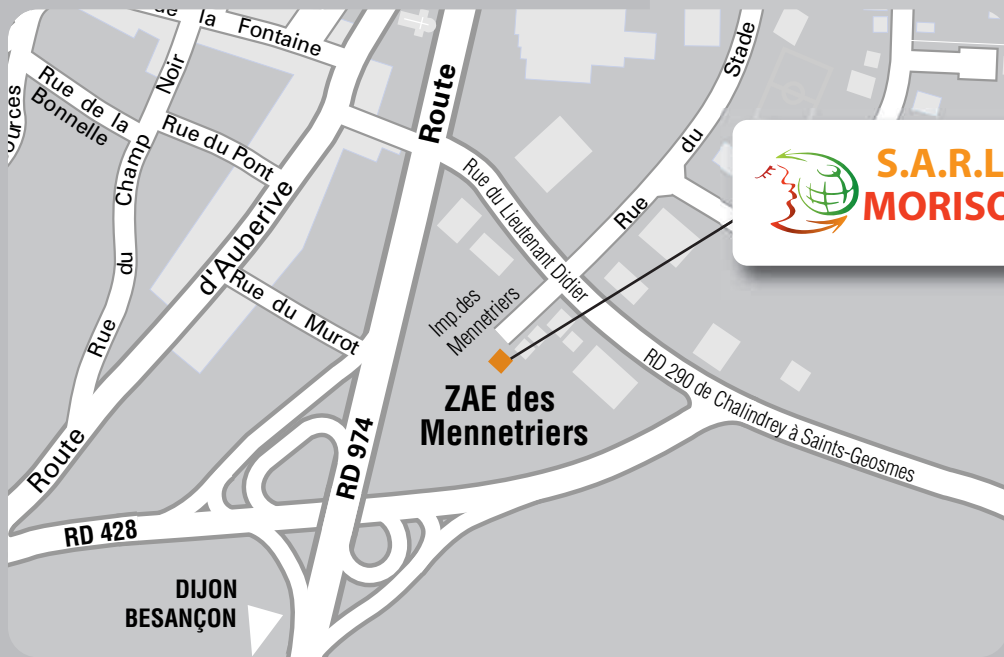 de la Fontaine
Noir
Rue de la
Bonnelle
Champ
Rue du Pont
du
Rue
Route
d'Auberive
Rue du Murot
Route
Route
RD 974
RD 428
DIJON
BESANÇON
Rue du Lieutenant Didier
Stade
du
Rue
S.A.R.L
Imp.des
Mennetriers
ZAE des
Mennetriers
RD 290 de Chalindrey à Saints-Geosmes